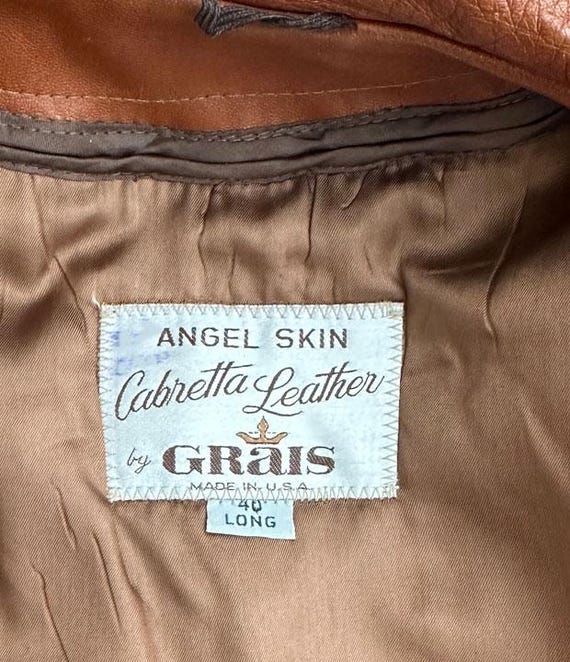 ANGEL SKIN
Cabretta Leather
by GRaIS
MADE IN U.S.A.
40
LONG